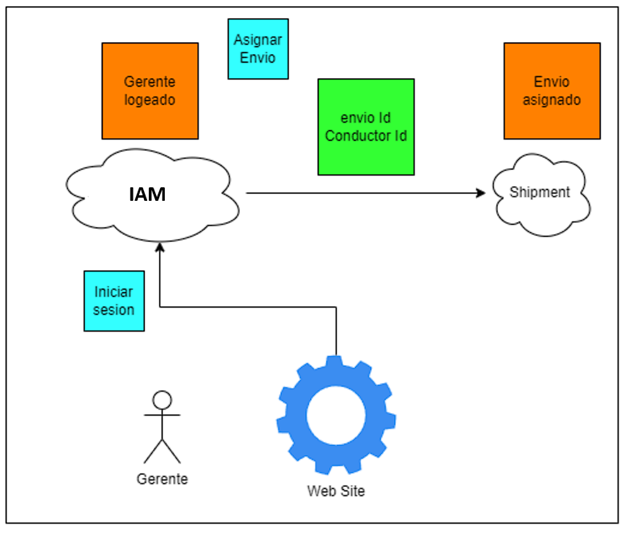 Asignar
Envio
Gerente
logeado
Envio
asignado
envio Id
Conductor Id
IAM
Shipment
Iniciar
sesion
Gerente
Web Site